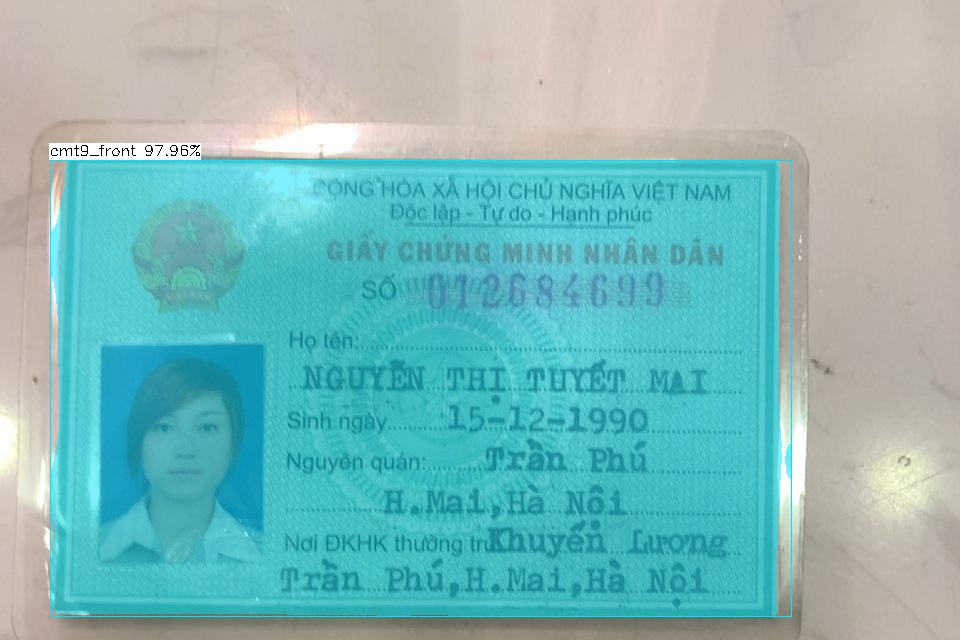 cmt9_front 97.96%
CỘNG HÒA XÃ HỘI CHỦ NGHĨA VIỆT NAM
Độc lập - Tự do - Hạnh phúc
GIẤY CHỨNG MINH NHÂN DÂN
SỐ 012684699
Họ tên:
NGUYỄN THỊ TUYẾT MAI
Sinh ngày 15-12-1990
Nguyên quán: Trần Phú
H.Mai,Hà Nội
Nơi ĐKHK thường trú Khuyến Lương
Trần Phú,H.Mai,Hà Nội